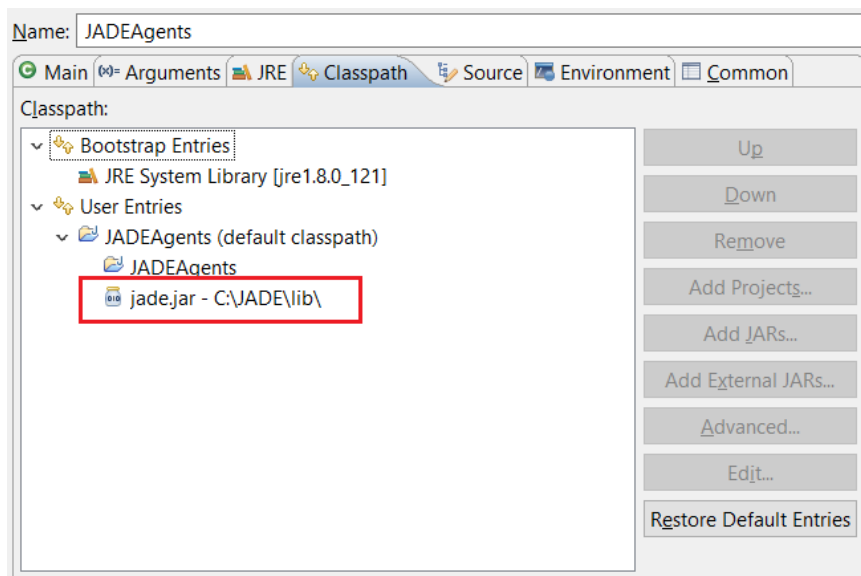 Name: JADEAgents
Main (x)= Arguments JRE Classpath Source Environment Common
Classpath:
Bootstrap Entries
JRE System Library [jre1.8.0_121]
User Entries
JADEAgents (default classpath)
JADEAgents
jade.jar - C:\JADE\lib\
Up
Down
Remove
Add Projects...
Add JARs...
Add External JARs...
Advanced...
Edit...
Restore Default Entries